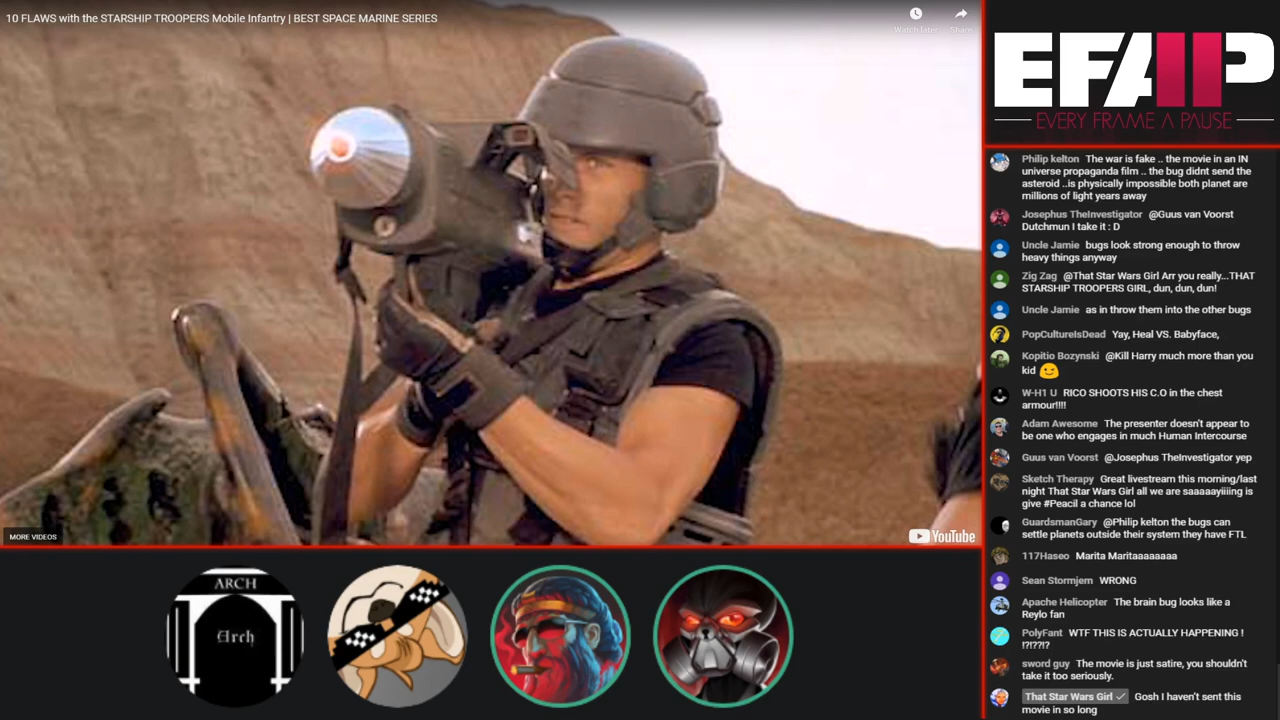 10 FLAWS with the STARSHIP TROOPERS Mobile Infantry | BEST SPACE MARINE SERIES
Watch later
Share
MORE VIDEOS
YouTube
EFAP
EVERY FRAME A PAUSE
Philip kelton The war is fake .. the movie in an IN
universe propaganda film .. the bug didnt send the
asteroid ..is physically impossible both planet are
millions of light years away
Josephus TheInvestigator @Guus van Voorst
Dutchmun I take it : D
Uncle Jamie bugs look strong enough to throw
heavy things anyway
Zig Zag @That Star Wars Girl Arr you really...THAT
STARSHIP TROOPERS GIRL, dun, dun, dun!
Uncle Jamie as in throw them into the other bugs
PopCultureIsDead Yay, Heal VS. Babyface,
Kopitio Bozynski @Kill Harry much more than you
kid
W-H1 U RICO SHOOTS HIS C.O in the chest
armour!!!!
Adam Awesome The presenter doesn't appear to
be one who engages in much Human Intercourse
Guus van Voorst @Josephus TheInvestigator yep
Sketch Therapy Great livestream this morning/last
night That Star Wars Girl all we are saaaaayiiiing is
give #Peacil a chance lol
GuardsmanGary @Philip kelton the bugs can
settle planets outside their system they have FTL
117Haseo Marita Maritaaaaaaaa
Sean Stormjem WRONG
Apache Helicopter The brain bug looks like a
Reylo fan
PolyFant WTF THIS IS ACTUALLY HAPPENING !
!?!??!?
sword guy The movie is just satire, you shouldn't
take it too seriously.
That Star Wars Girl Gosh I haven't sent this
movie in so long
ARCH
Arch